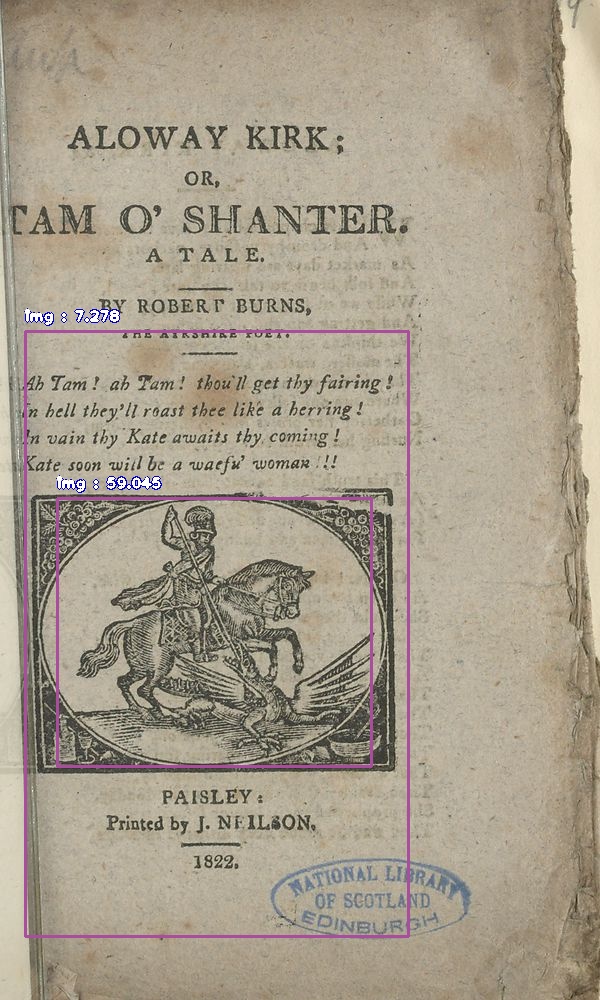 ALOWAY KIRK;
OR,
TAM O' SHANTER.
A TALE.
BY ROBERT BURNS,
img : 7.278
THE AYRSHIRE POET.
Ah Tam! ah Tam! thou'll get thy fairing!
In hell they'll roast thee like a herring!
In vain thy Kate awaits thy coming!
Kate soon will be a waefu' woman!!!
img : 59.045
PAISLEY:
Printed by J. NEILSON,
1822.
NATIONAL LIBRARY
OF SCOTLAND
EDINBURGH